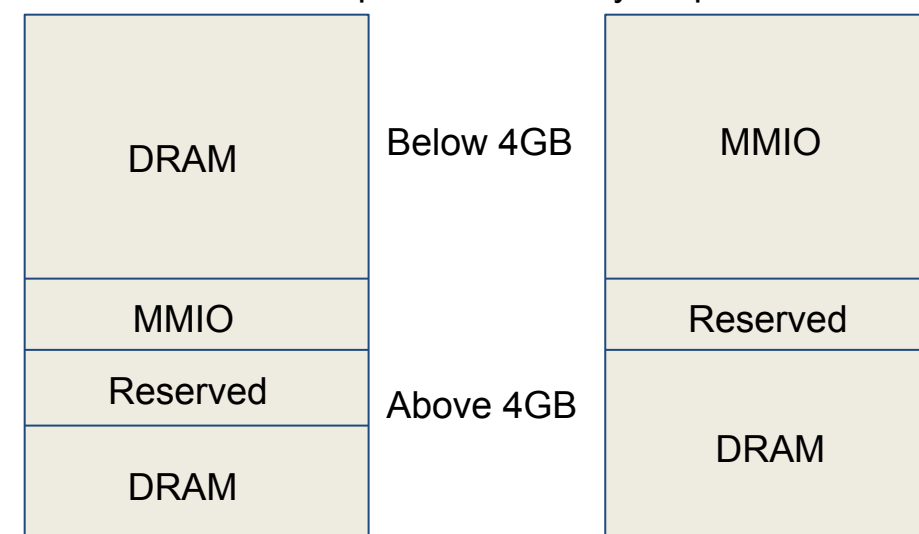 DRAM
MMIO
Reserved
DRAM
Below 4GB
Above 4GB
MMIO
Reserved
DRAM